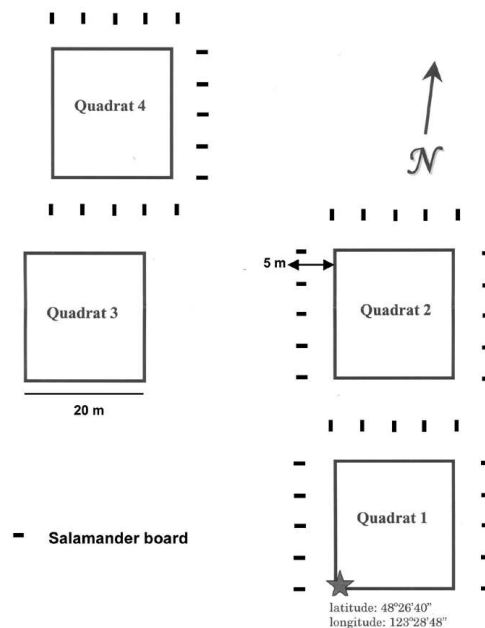 Quadrat 4
N
5 m
Quadrat 3
Quadrat 2
20 m
Quadrat 1
Salamander board
latitude: 48°26'40"
longitude: 123°28'48"